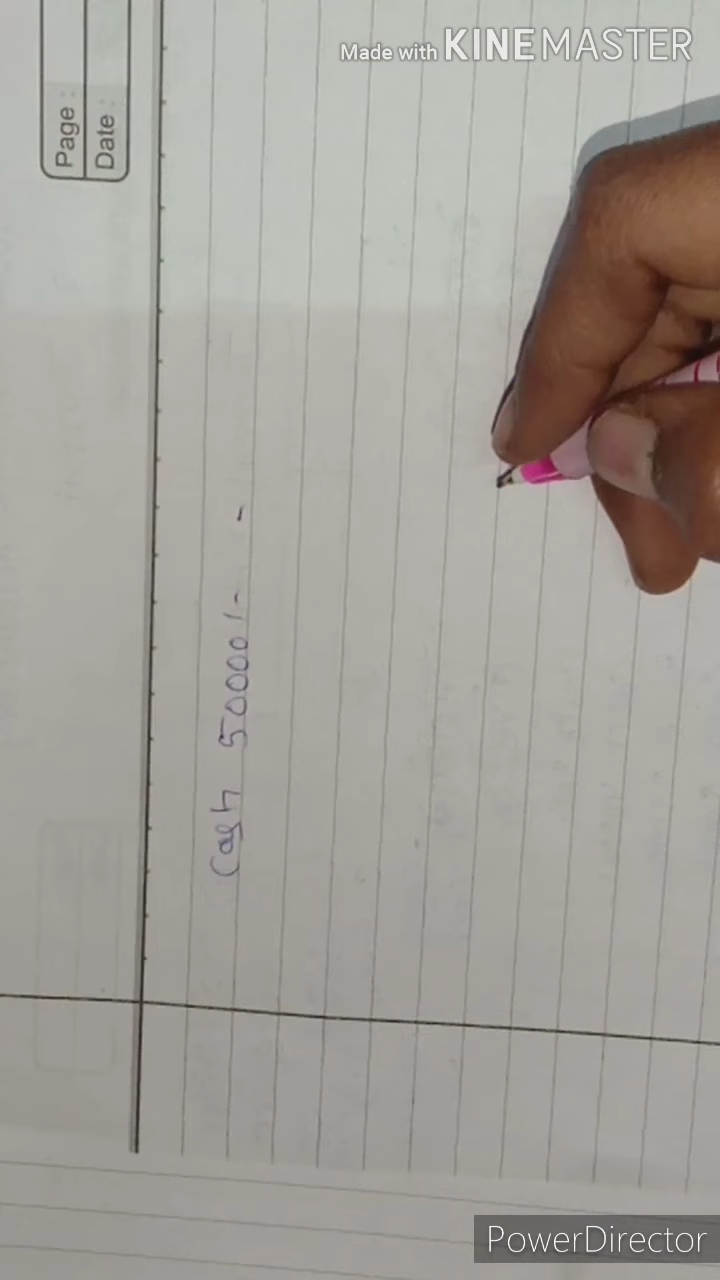 Made with KINEMASTER
Page :
Date :
Cash 50000/- -
PowerDirector